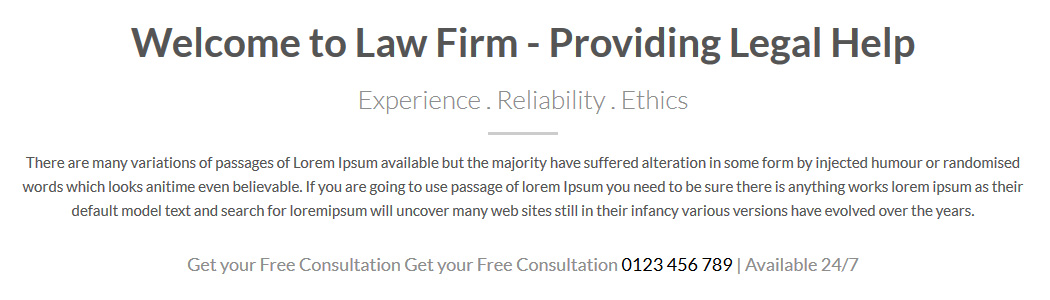 Welcome to Law Firm - Providing Legal Help
Experience . Reliability . Ethics
There are many variations of passages of Lorem Ipsum available but the majority have suffered alteration in some form by injected humour or randomised
words which looks anitime even believable. If you are going to use passage of lorem Ipsum you need to be sure there is anything works lorem ipsum as their
default model text and search for loremipsum will uncover many web sites still in their infancy various versions have evolved over the years.
Get your Free Consultation Get your Free Consultation 0123 456 789 | Available 24/7